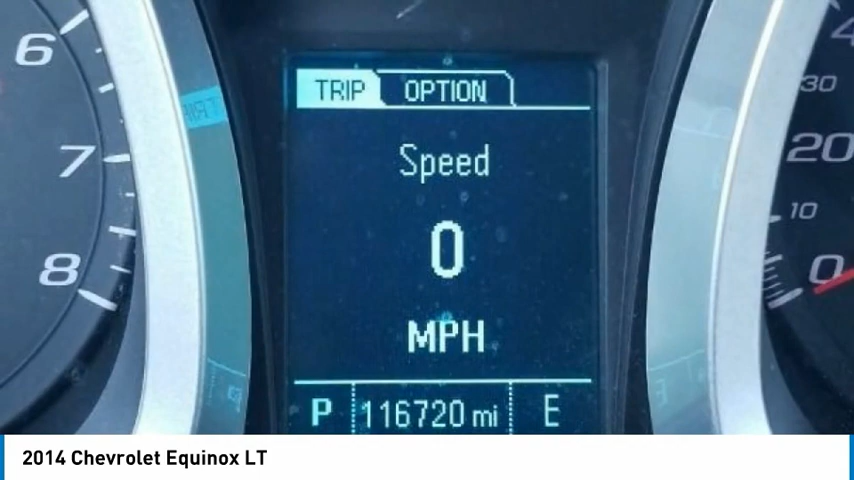 6
7
8
TRIP OPTION
Speed
0
MPH
P 116720 mi E
30
20
10
0
2014 Chevrolet Equinox LT